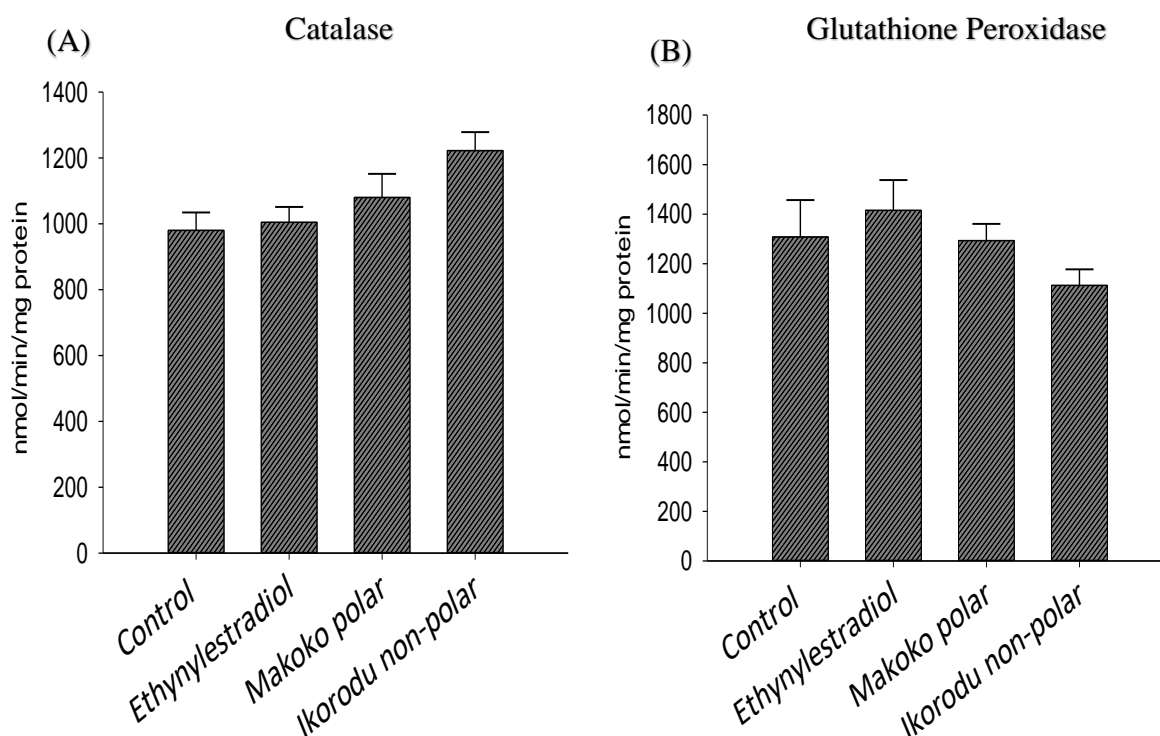 (A)
Catalase
nmol/min/mg protein
1400
1200
1000
800
600
400
200
0
Control
Ethynylestradiol
Makoko polar
Ikorodu non-polar
(B)
Glutathione Peroxidase
nmol/min/mg protein
1800
1600
1400
1200
1000
800
600
400
200
0
Control
Ethynylestradiol
Makoko polar
Ikorodu non-polar